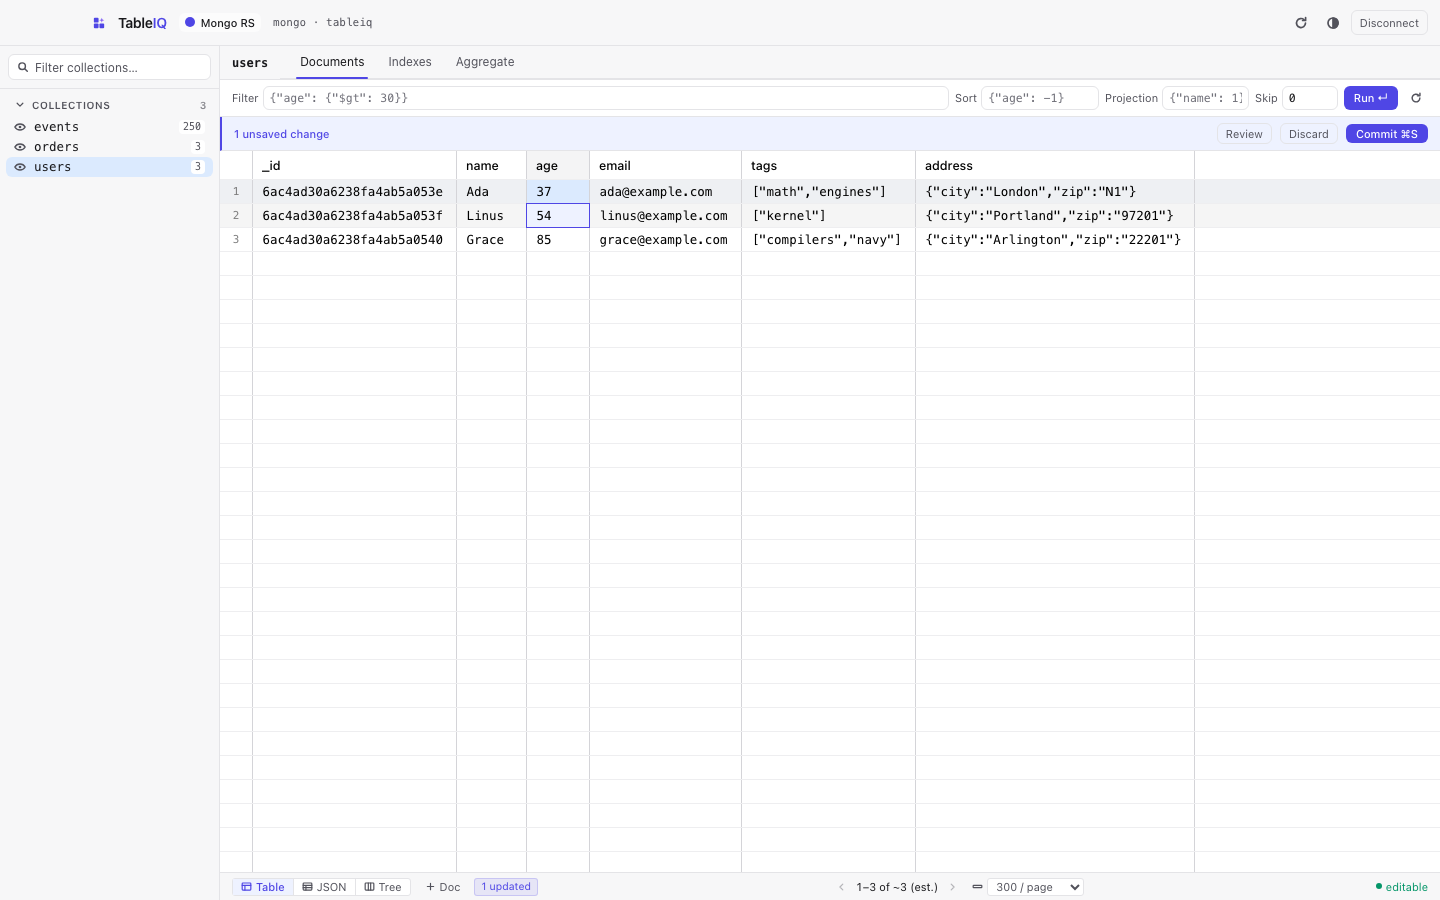 TableIQ Mongo RS mongo · tableiq Disconnect
Filter collections...
COLLECTIONS 3
events 250
orders 3
users 3
users Documents Indexes Aggregate
Filter {"age": {"$gt": 30}} Sort {"age": −1} Projection {"name": 1} Skip 0 Run ↵
1 unsaved change Review Discard Commit ⌘S
_id name age email tags address
1 6ac4ad30a6238fa4ab5a053e Ada 37 ada@example.com ["math","engines"] {"city":"London","zip":"N1"}
2 6ac4ad30a6238fa4ab5a053f Linus 54 linus@example.com ["kernel"] {"city":"Portland","zip":"97201"}
3 6ac4ad30a6238fa4ab5a0540 Grace 85 grace@example.com ["compilers","navy"] {"city":"Arlington","zip":"22201"}
Table JSON Tree + Doc 1 updated 1–3 of ~3 (est.) 300 / page editable